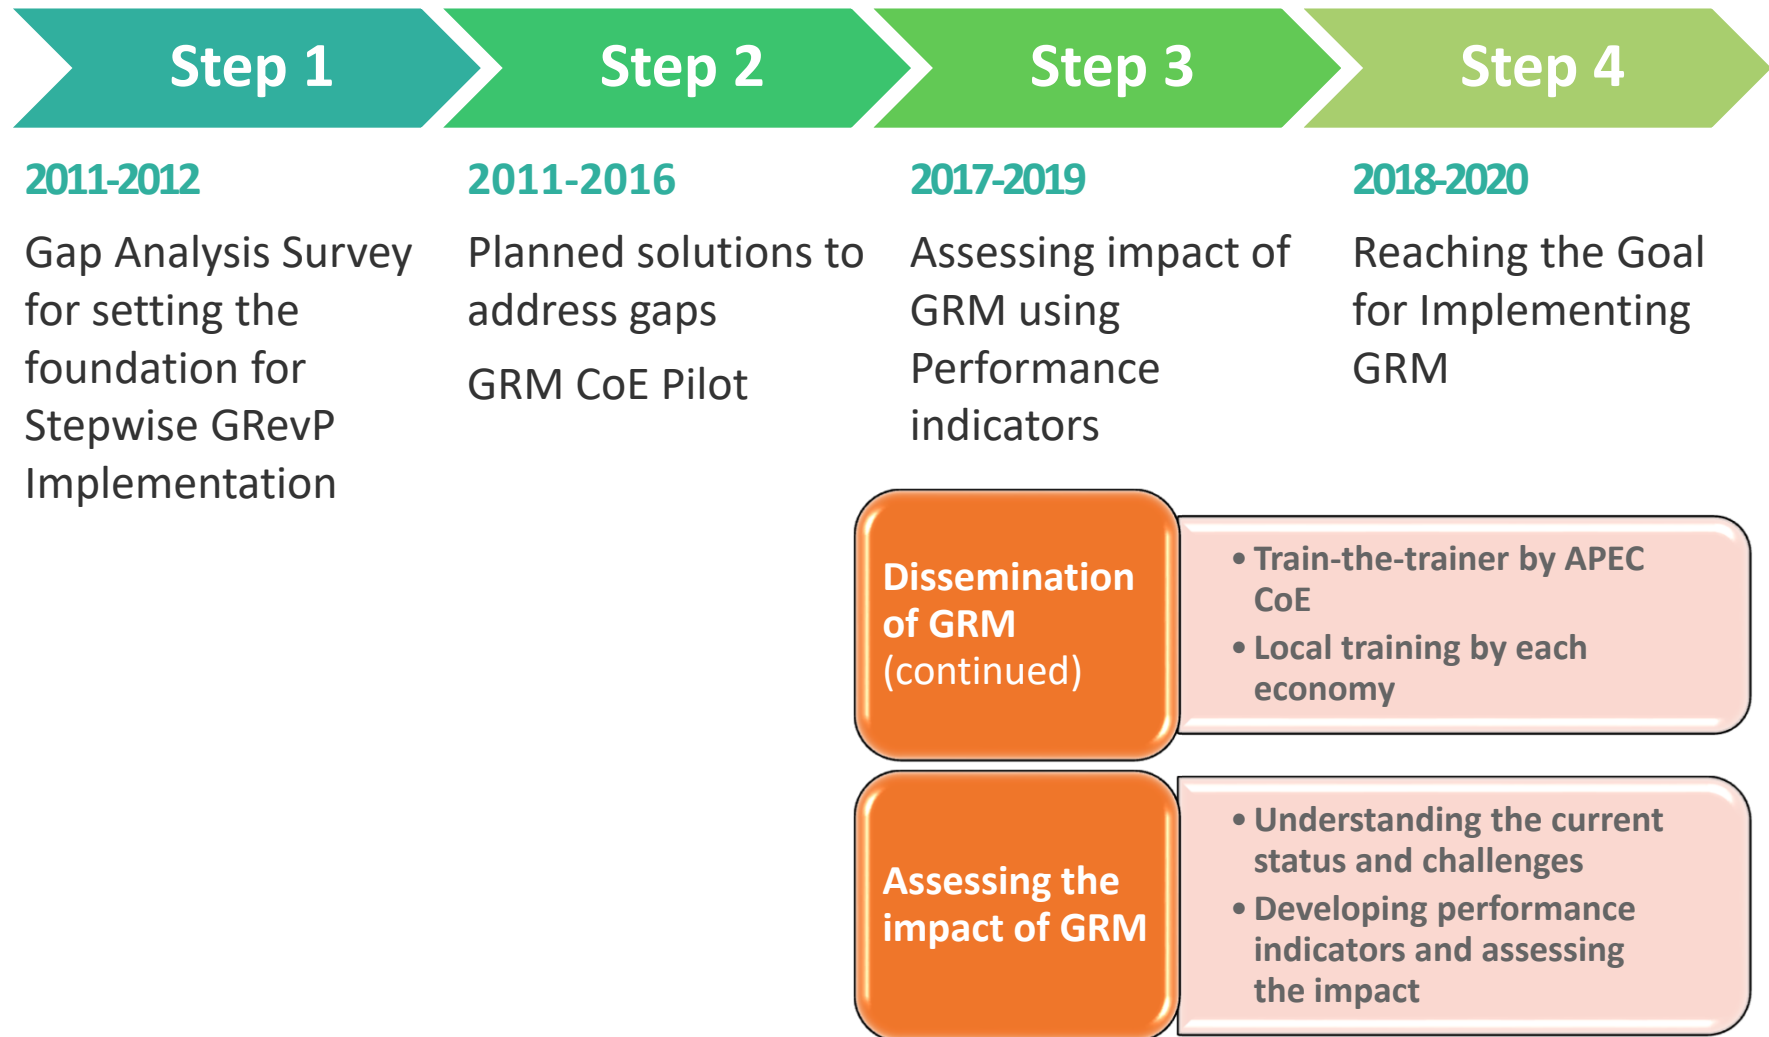 Step 1
Step 2
Step 3
Step 4
2011-2012
Gap Analysis Survey
for setting the
foundation for
Stepwise GRevP
Implementation
2011-2016
Planned solutions to
address gaps
GRM CoE Pilot
2017-2019
Assessing impact of
GRM using
Performance
indicators
2018-2020
Reaching the Goal
for Implementing
GRM
Dissemination
of GRM
(continued)
• Train-the-trainer by APEC
CoE
• Local training by each
economy
Assessing the
impact of GRM
• Understanding the current
status and challenges
• Developing performance
indicators and assessing
the impact